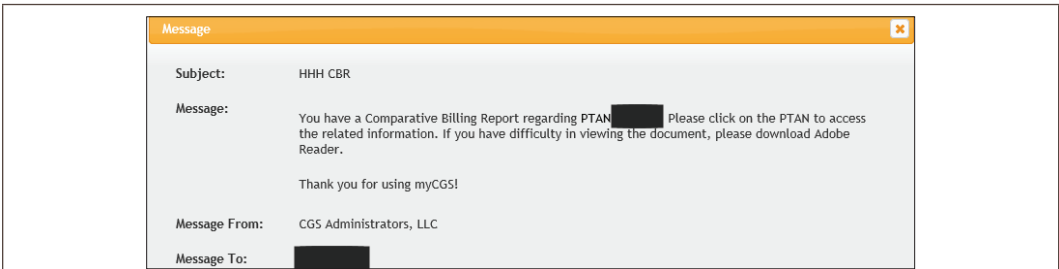 Message
Subject: HHH CBR
Message: You have a Comparative Billing Report regarding PTAN Please click on the PTAN to access
the related information. If you have difficulty in viewing the document, please download Adobe
Reader.
Thank you for using myCGS!
Message From: CGS Administrators, LLC
Message To: